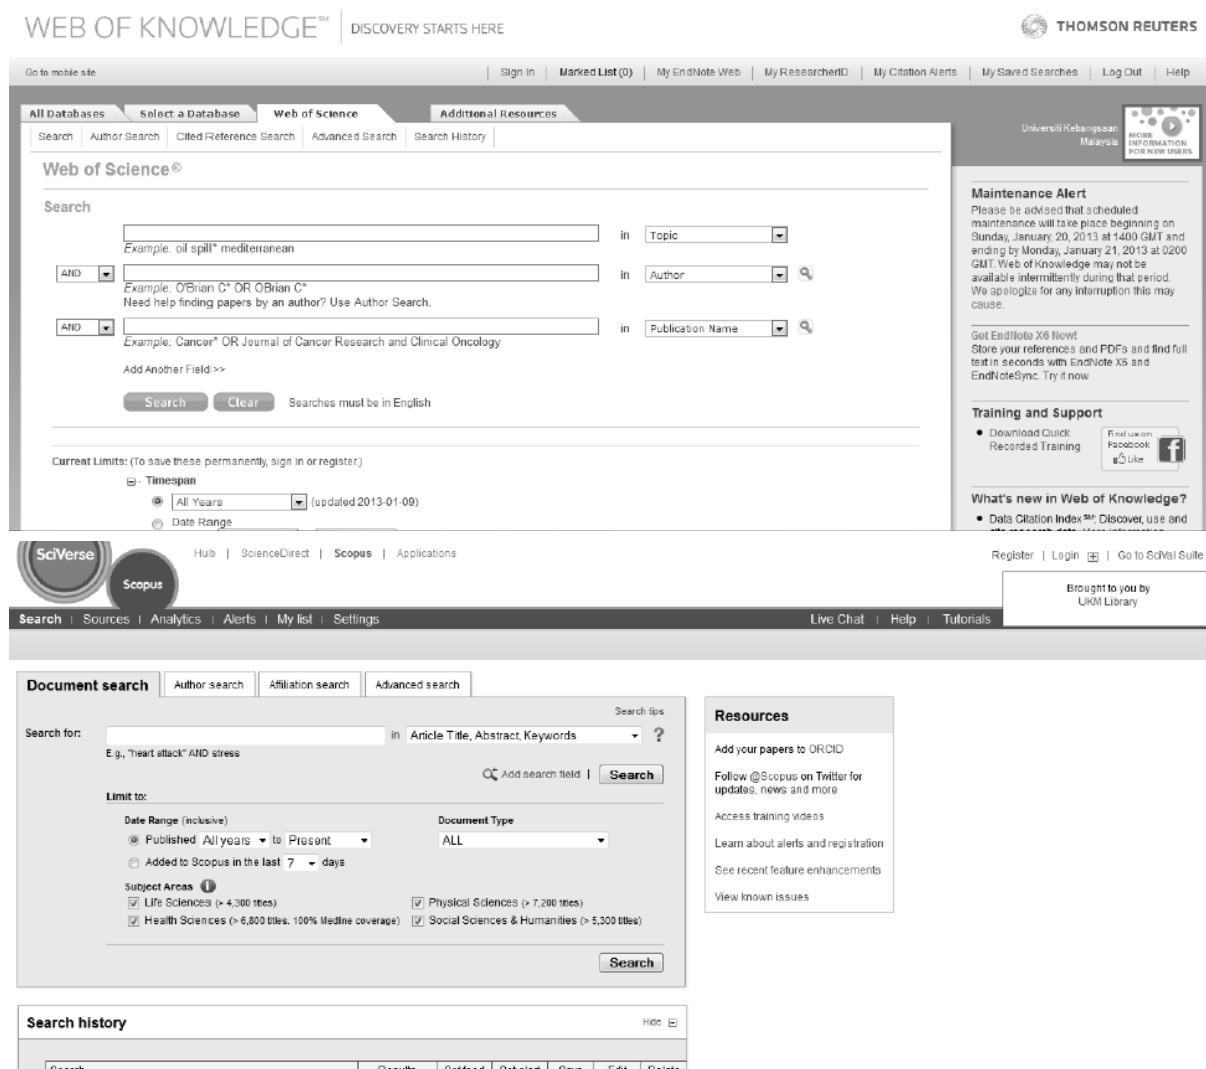 WEB OF KNOWLEDGE℠ DISCOVERY STARTS HERE
THOMSON REUTERS
Go to mobile site
Sign In Marked List (0) My EndNote Web My ResearcherID My Citation Alerts My Saved Searches Log Out Help
All Databases Select a Database Web of Science Additional Resources
Search Author Search Cited Reference Search Advanced Search Search History
Universiti Kebangsaan
Malaysia
MORE
INFORMATION
FOR NEW USERS
Web of Science®
Search
in Topic
Example: oil spill* mediterranean
AND in Author
Example: O'Brian C* OR OBrian C*
Need help finding papers by an author? Use Author Search.
AND in Publication Name
Example: Cancer* OR Journal of Cancer Research and Clinical Oncology
Add Another Field >>
Search Clear Searches must be in English
Current Limits: (To save these permanently, sign in or register.)
Timespan
All Years (updated 2013-01-09)
Date Range
Maintenance Alert
Please be advised that scheduled
maintenance will take place beginning on
Sunday, January, 20, 2013 at 1400 GMT and
ending by Monday, January 21, 2013 at 0200
GMT. Web of Knowledge may not be
available intermittently during that period.
We apologize for any interruption this may
cause.
Get EndNote X6 Now!
Store your references and PDFs and find full
text in seconds with EndNote X6 and
EndNoteSync. Try it now
Training and Support
Download Quick
Recorded Training
Find us on
Facebook
Like
What's new in Web of Knowledge?
Data Citation Index℠: Discover, use and
cite research data. More information
SciVerse
Scopus
Hub | ScienceDirect | Scopus | Applications
Register | Login | Go to SciVal Suite
Brought to you by
UKM Library
Search | Sources | Analytics | Alerts | My list | Settings
Live Chat | Help | Tutorials
Document search Author search Affiliation search Advanced search
Search tips
Search for: in Article Title, Abstract, Keywords ?
E.g., "heart attack" AND stress
Add search field | Search
Limit to:
Date Range (inclusive) Document Type
Published All years to Present ALL
Added to Scopus in the last 7 days
Subject Areas
Life Sciences (> 4,300 titles) Physical Sciences (> 7,200 titles)
Health Sciences (> 6,800 titles. 100% Medline coverage) Social Sciences & Humanities (> 5,300 titles)
Search
Resources
Add your papers to ORCID
Follow @Scopus on Twitter for
updates, news and more
Access training videos
Learn about alerts and registration
See recent feature enhancements
View known issues
Search history Hide
Search Results Set feed Set alert Save Edit Delete